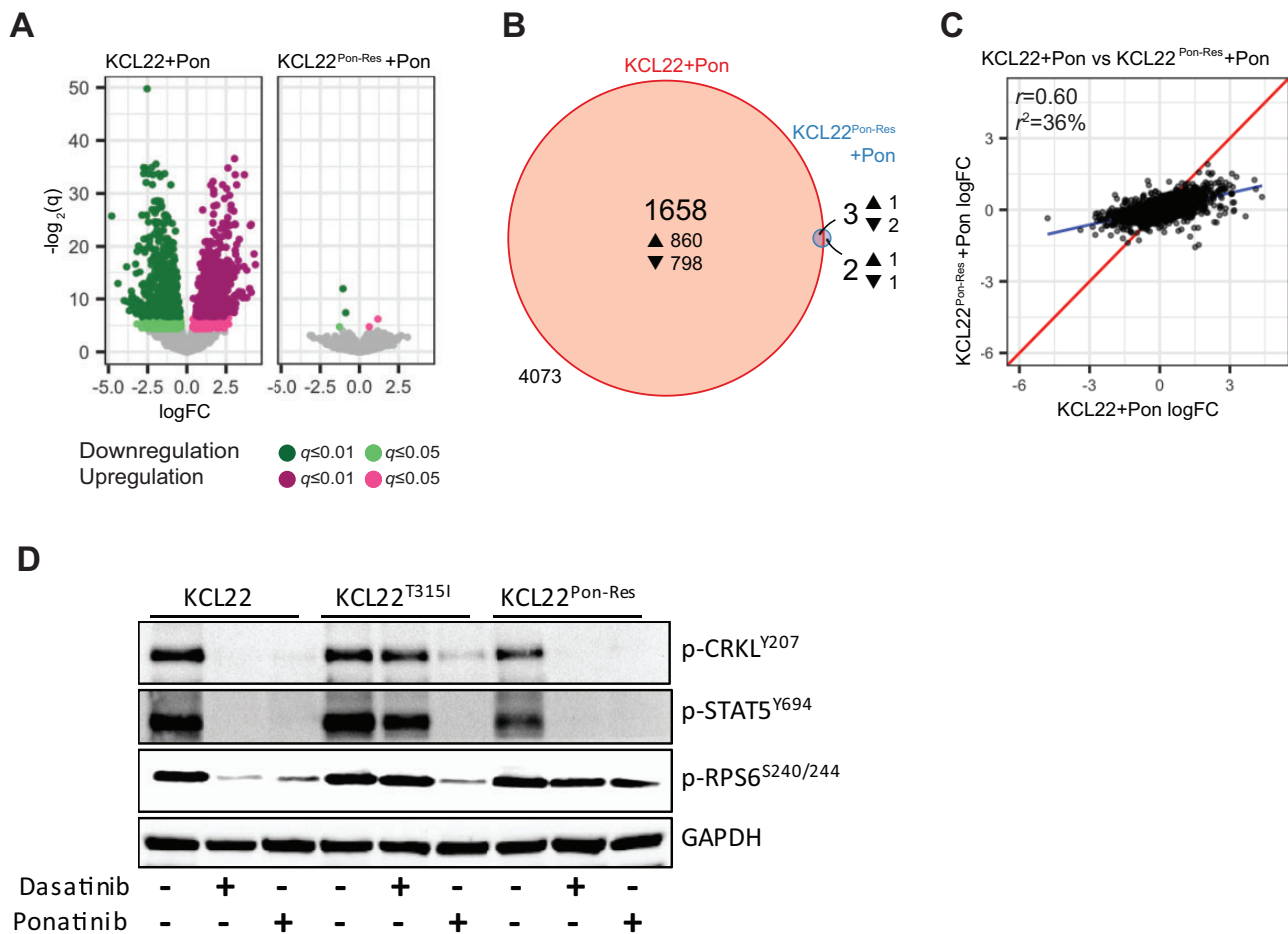 A
KCL22+Pon
KCL22Pon-Res +Pon
-log2(q)
50
40
30
20
10
0
-5.0 -2.5 0.0 2.5
-5.0 -2.5 0.0 2.5
logFC
Downregulation q≤0.01 q≤0.05
Upregulation q≤0.01 q≤0.05
B
KCL22+Pon
KCL22Pon-Res
+Pon
1658
▲ 860
▼ 798
3 ▲ 1
▼ 2
2 ▲ 1
▼ 1
4073
C
KCL22+Pon vs KCL22Pon-Res+Pon
r=0.60
r2=36%
KCL22Pon-Res+Pon logFC
3
0
-3
-6
-6 -3 0 3
KCL22+Pon logFC
D
KCL22 KCL22T315I KCL22Pon-Res
p-CRKLY207
p-STAT5Y694
p-RPS6S240/244
GAPDH
Dasatinib - + - - + - - + -
Ponatinib - - + - - + - - +